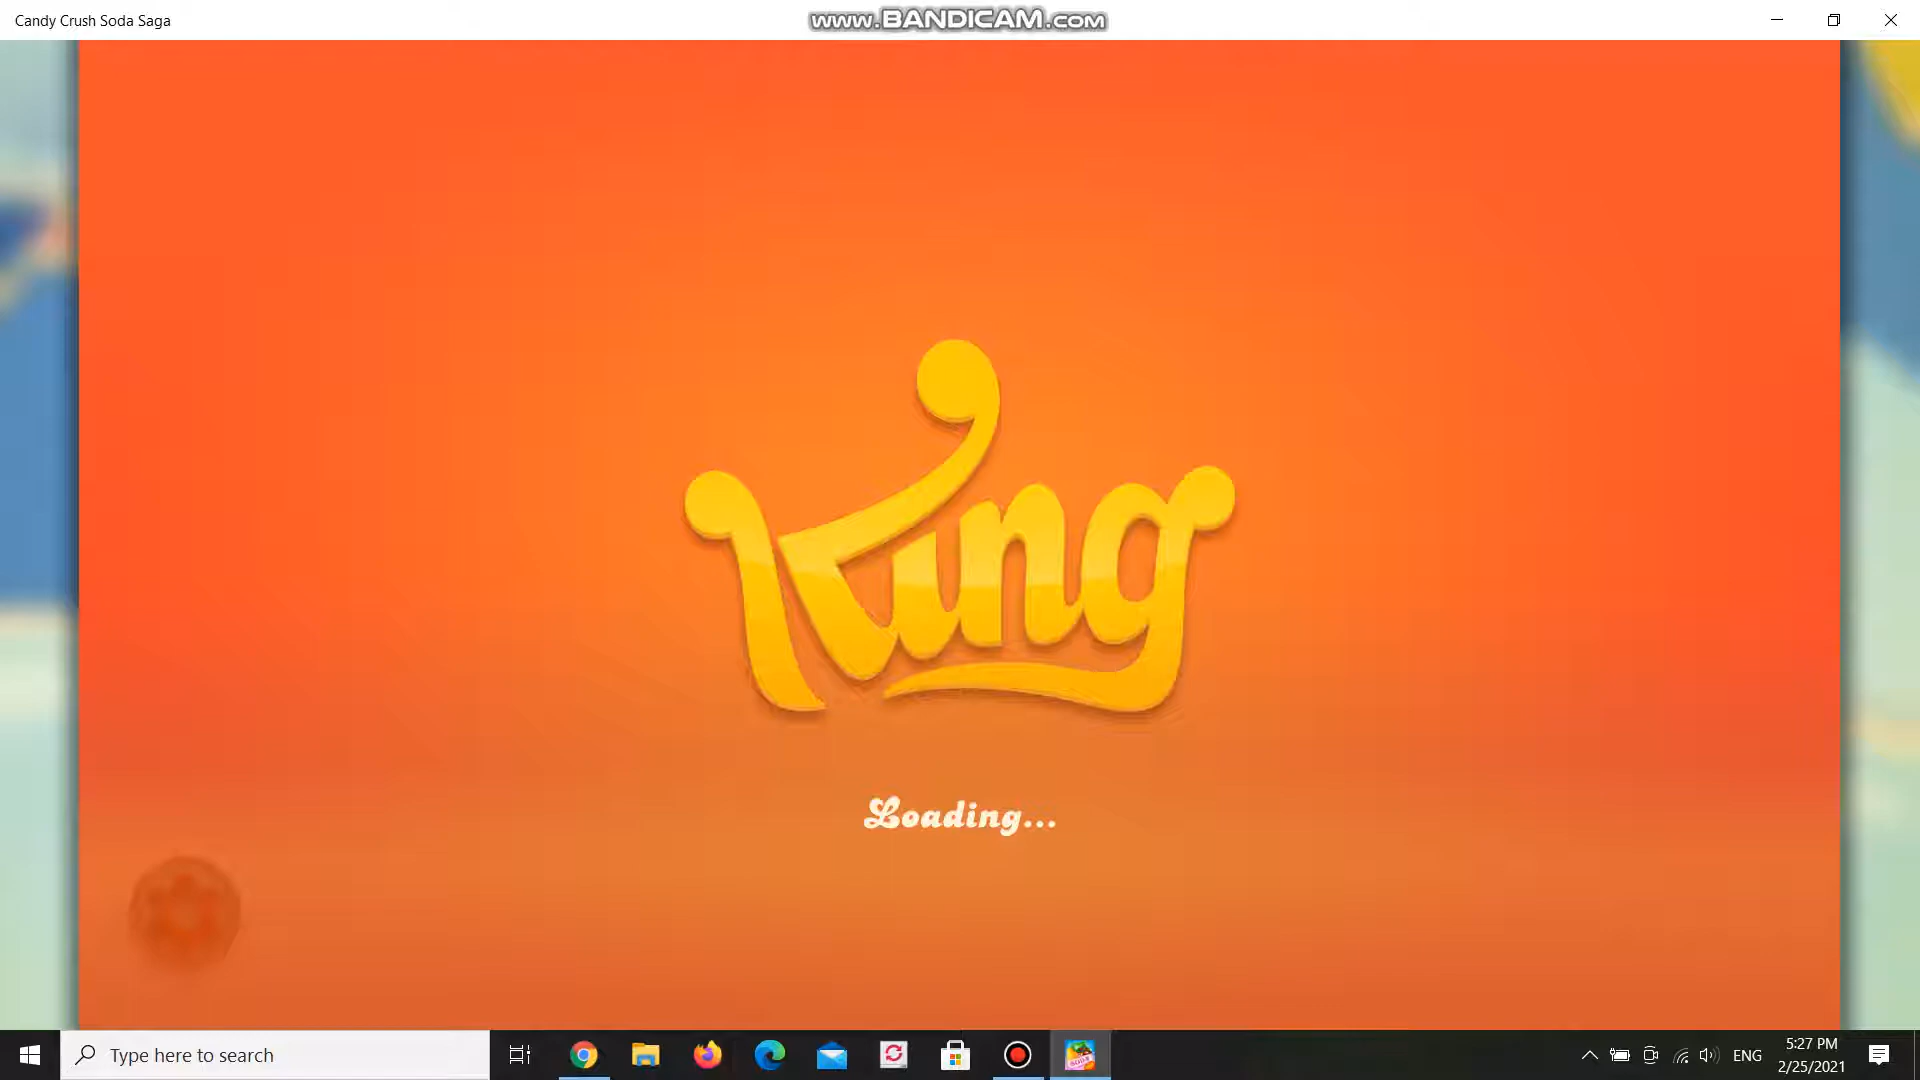 Candy Crush Soda Saga
www.BANDICAM.com
King
Loading...
Type here to search
ENG
5:27 PM
2/25/2021